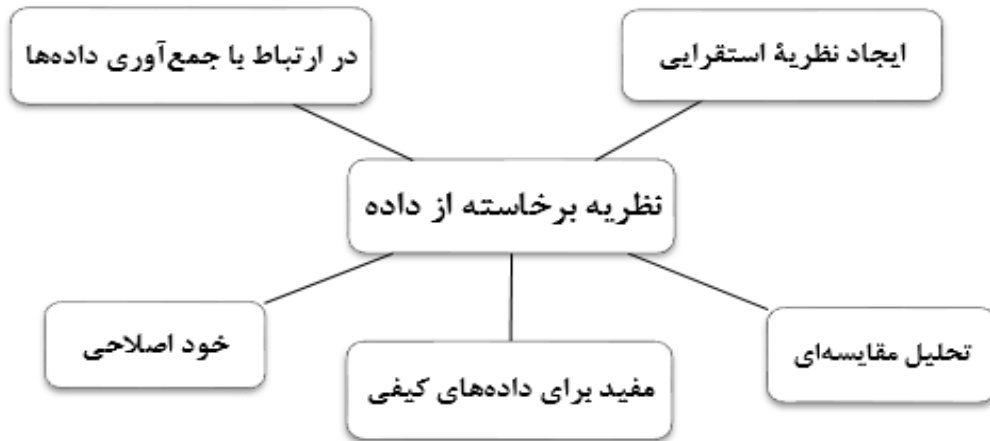 ایجاد نظریهٔ استقرایی
در ارتباط با جمع‌آوری داده‌ها
نظریه برخاسته از داده
تحلیل مقایسه‌ای
مفید برای داده‌های کیفی
خود اصلاحی